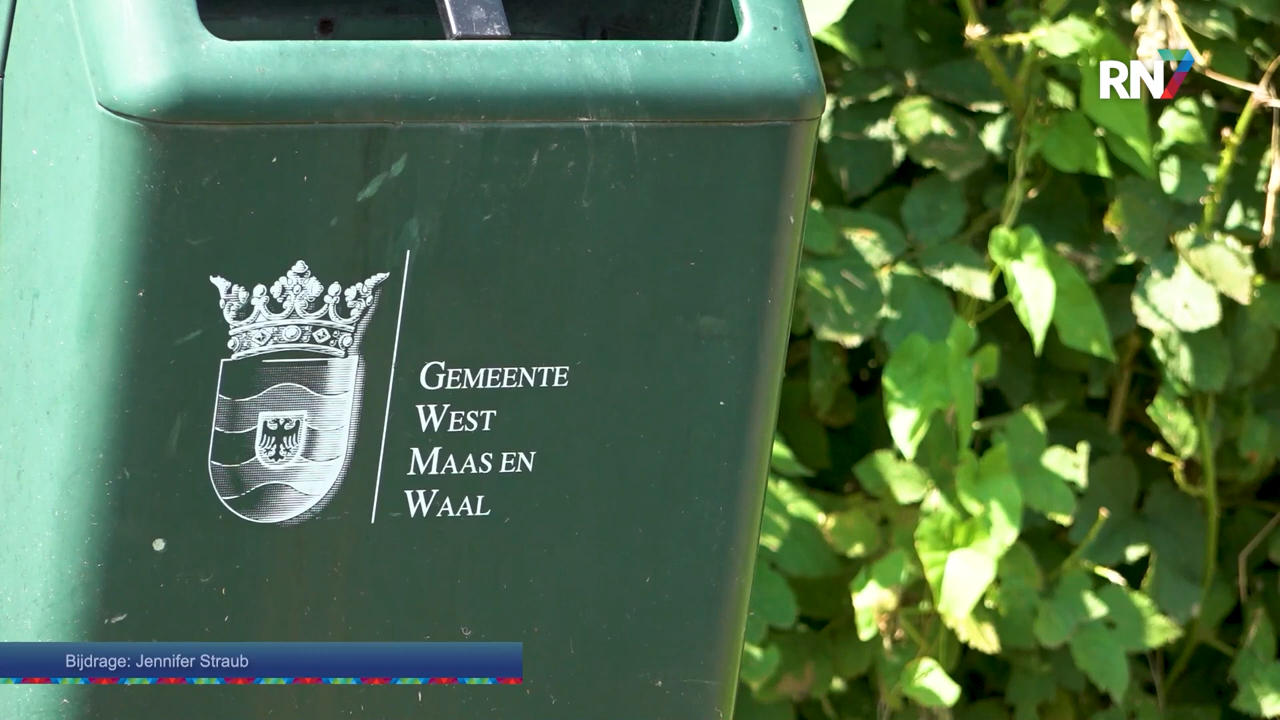 RN7
GEMEENTE
WEST
MAAS EN
WAAL
Bijdrage: Jennifer Straub